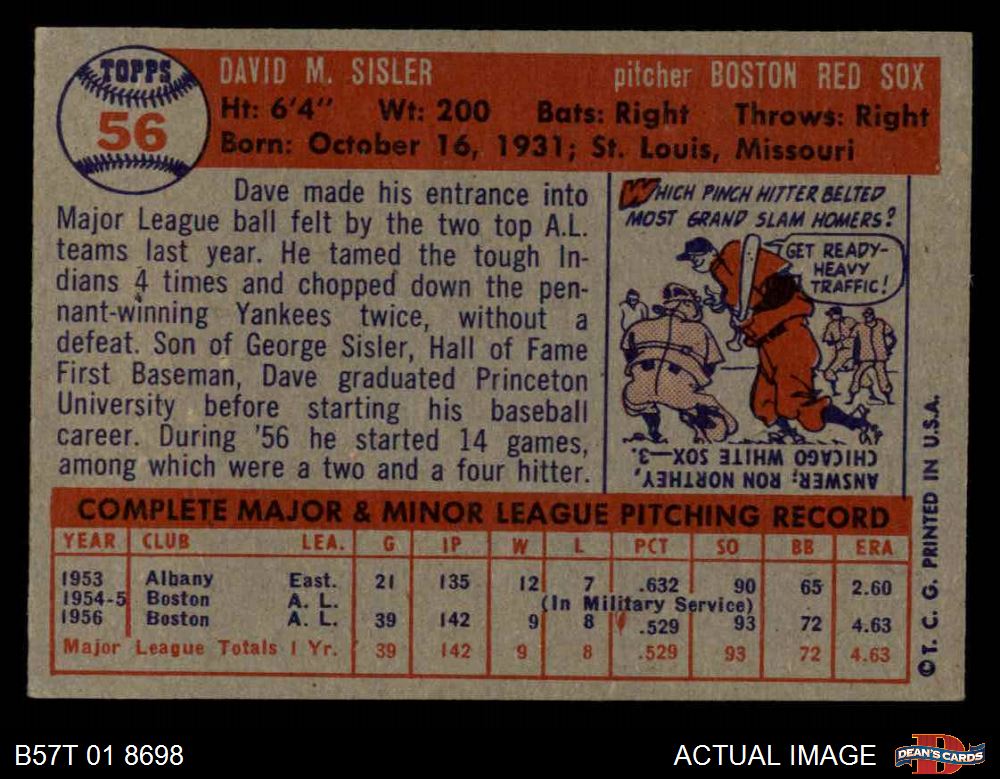 TOPPS
56
DAVID M. SISLER pitcher BOSTON RED SOX
Ht: 6'4" Wt: 200 Bats: Right Throws: Right
Born: October 16, 1931; St. Louis, Missouri
Dave made his entrance into
Major League ball felt by the two top A.L.
teams last year. He tamed the tough In-
dians 4 times and chopped down the pen-
nant-winning Yankees twice, without a
defeat. Son of George Sisler, Hall of Fame
First Baseman, Dave graduated Princeton
University before starting his baseball
career. During '56 he started 14 games,
among which were a two and a four hitter.
WHICH PINCH HITTER BELTED
MOST GRAND SLAM HOMERS?
GET READY-
HEAVY
TRAFFIC!
ANSWER: RON NORTHEY,
CHICAGO WHITE SOX—3.
COMPLETE MAJOR & MINOR LEAGUE PITCHING RECORD
YEAR CLUB LEA. G IP W L PCT SO BB ERA
1953 Albany East. 21 135 12 7 .632 90 65 2.60
1954-5 Boston A. L. (In Military Service)
1956 Boston A. L. 39 142 9 8 .529 93 72 4.63
Major League Totals 1 Yr. 39 142 9 8 .529 93 72 4.63
©T. C. G. PRINTED IN U.S.A.
B57T 01 8698
ACTUAL IMAGE
DEAN'S CARDS